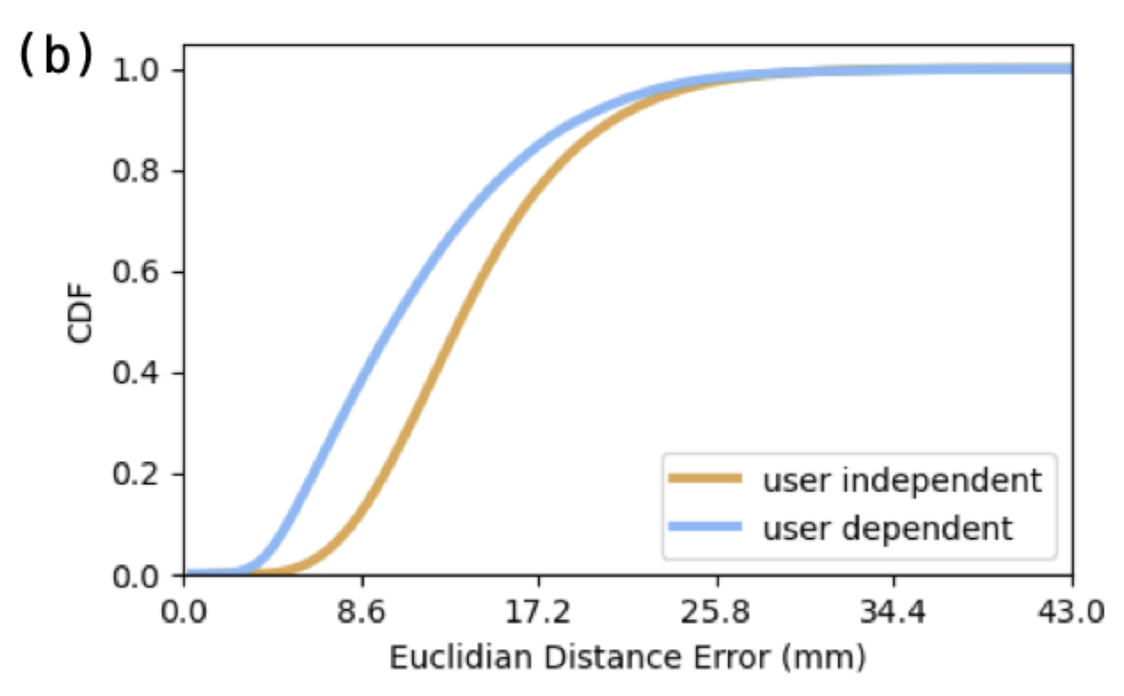 (b)
1.0
0.8
0.6
0.4
0.2
0.0
CDF
0.0 8.6 17.2 25.8 34.4 43.0
Euclidian Distance Error (mm)
user independent
user dependent